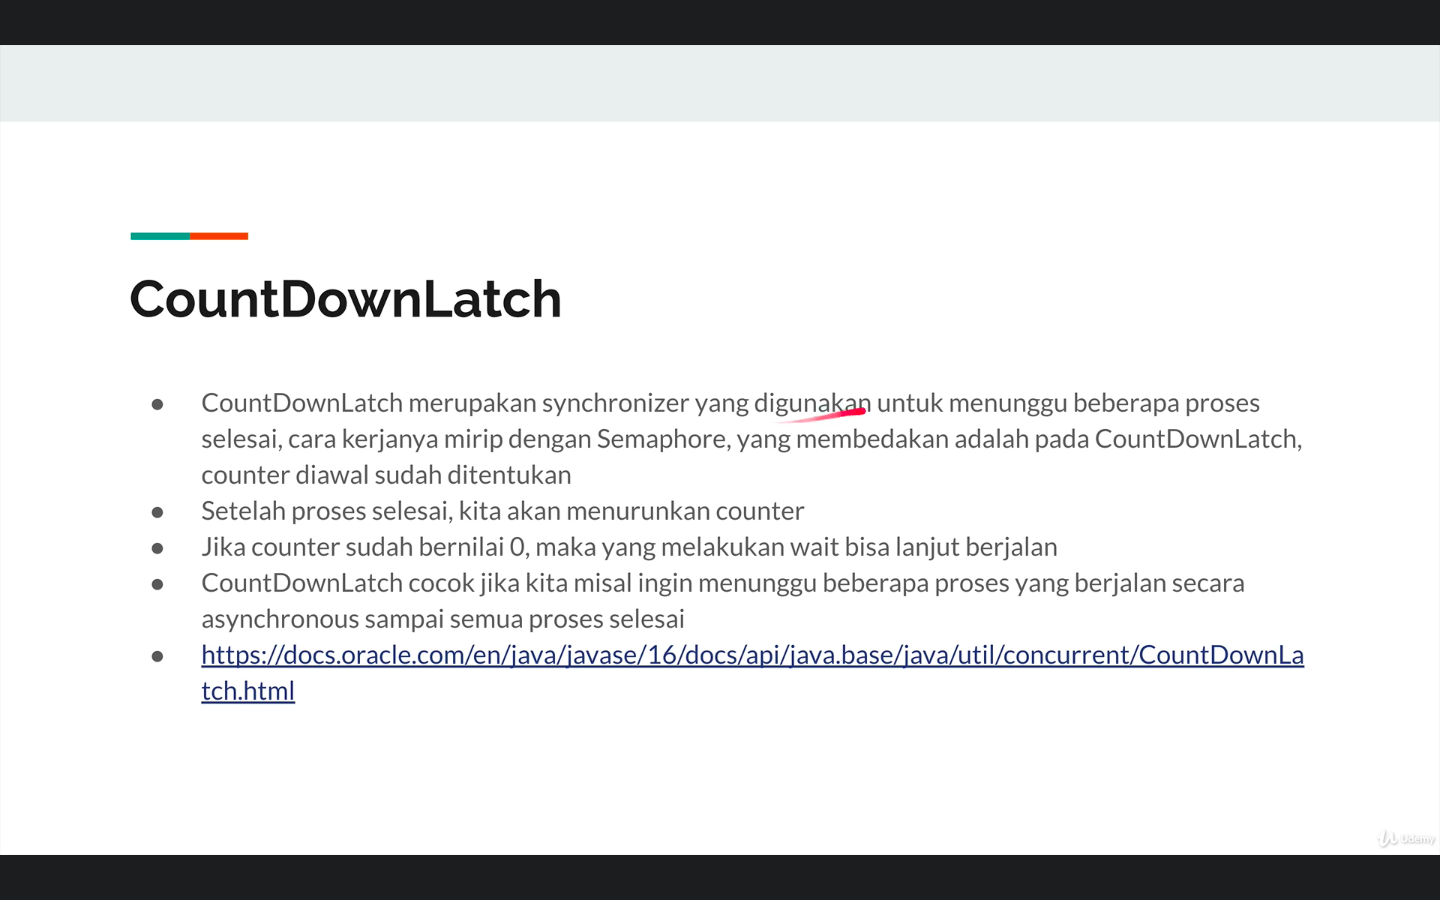 CountDownLatch
● CountDownLatch merupakan synchronizer yang digunakan untuk menunggu beberapa proses
selesai, cara kerjanya mirip dengan Semaphore, yang membedakan adalah pada CountDownLatch,
counter diawal sudah ditentukan
● Setelah proses selesai, kita akan menurunkan counter
● Jika counter sudah bernilai 0, maka yang melakukan wait bisa lanjut berjalan
● CountDownLatch cocok jika kita misal ingin menunggu beberapa proses yang berjalan secara
asynchronous sampai semua proses selesai
● https://docs.oracle.com/en/java/javase/16/docs/api/java.base/java/util/concurrent/CountDownLa
tch.html
Udemy